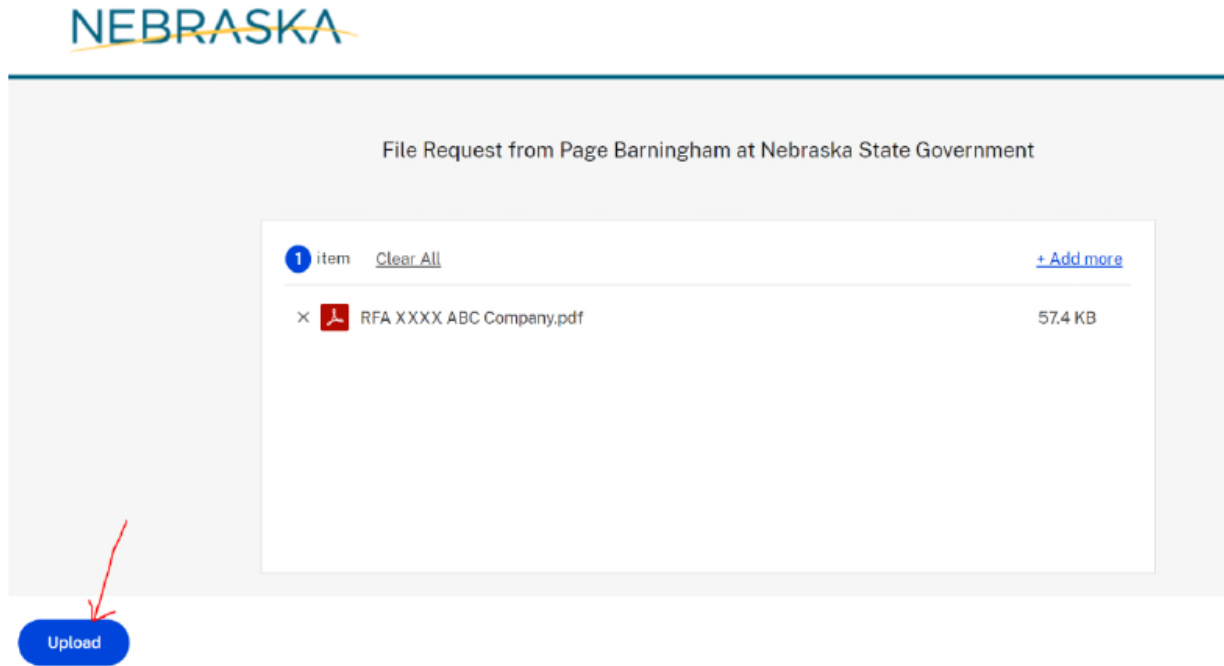 NEBRASKA
File Request from Page Barningham at Nebraska State Government
1 item Clear All + Add more
RFA XXXX ABC Company.pdf 57.4 KB
Upload